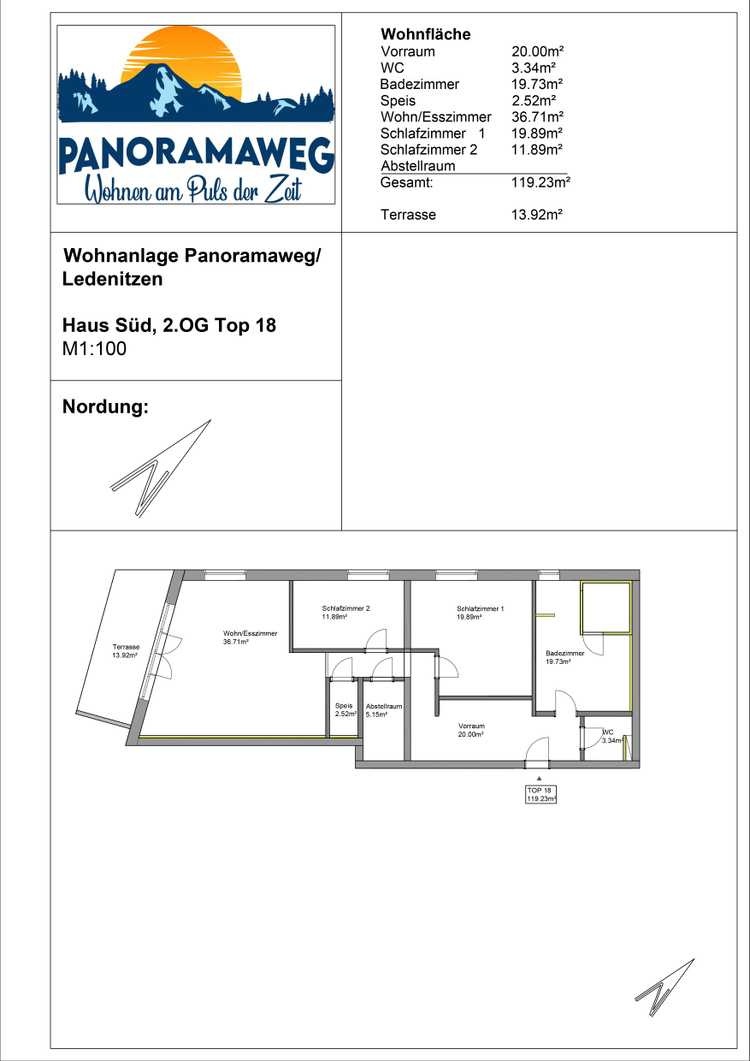 PANORAMAWEG
Wohnen am Puls der Zeit
Wohnfläche
Vorraum 20.00m²
WC 3.34m²
Badezimmer 19.73m²
Speis 2.52m²
Wohn/Esszimmer 36.71m²
Schlafzimmer 1 19.89m²
Schlafzimmer 2 11.89m²
Abstellraum
Gesamt: 119.23m²
Terrasse 13.92m²
Wohnanlage Panoramaweg/
Ledenitzen
Haus Süd, 2.OG Top 18
M1:100
Nordung:
N
Terrasse
13.92m²
Wohn/Esszimmer
36.71m²
Schlafzimmer 2
11.89m²
Schlafzimmer 1
19.89m²
Badezimmer
19.73m²
Speis
2.52m²
Abstellraum
5.15m²
Vorraum
20.00m²
WC
3.34m²
TOP 18
119.23m²
N